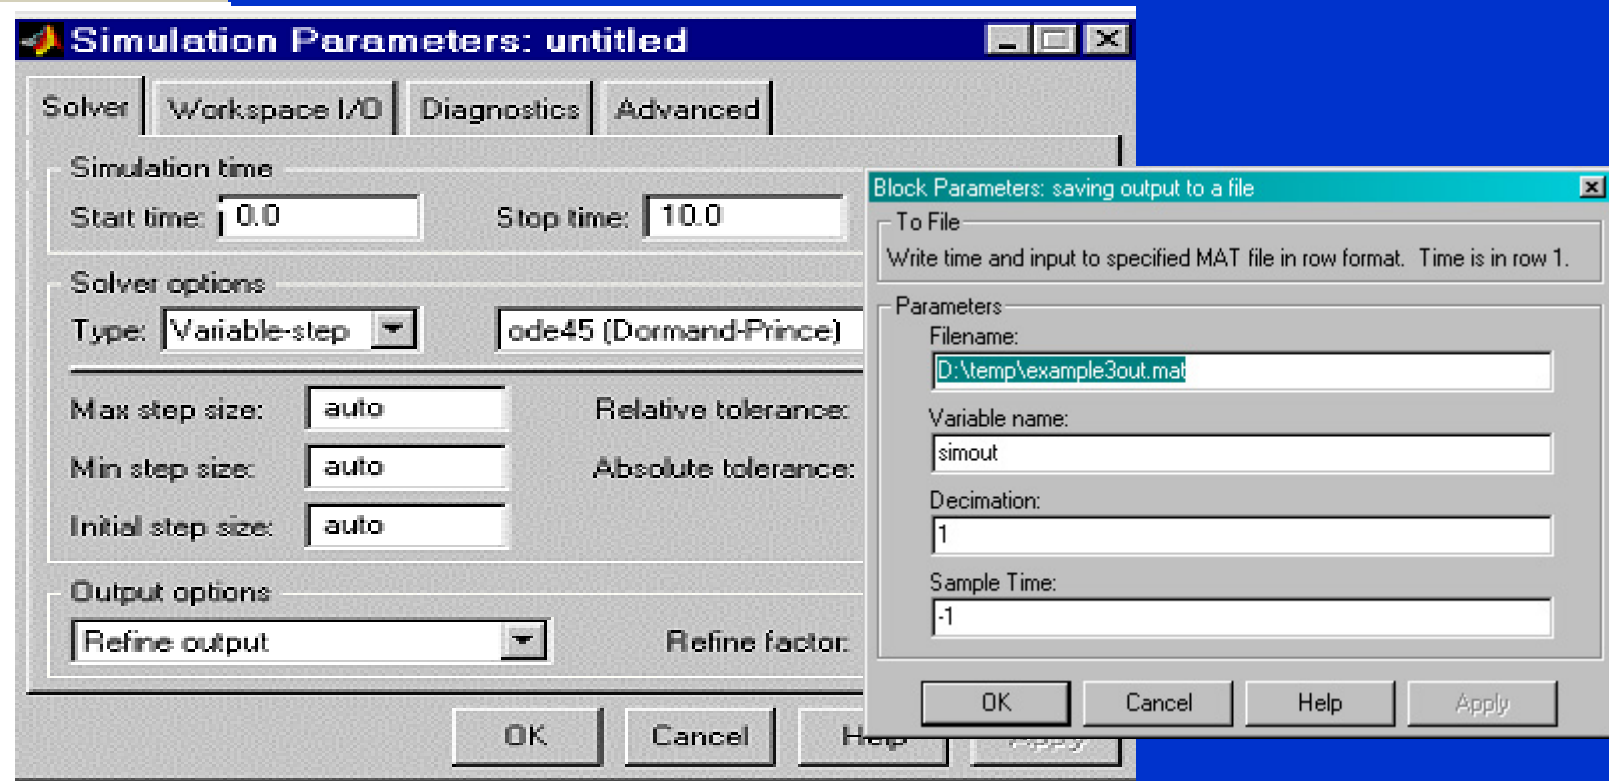 Simulation Parameters: untitled
Solver Workspace I/O Diagnostics Advanced
Simulation time
Start time: 0.0 Stop time: 10.0
Solver options
Type: Variable-step ode45 (Dormand-Prince)
Max step size: auto Relative tolerance:
Min step size: auto Absolute tolerance:
Initial step size: auto
Output options
Refine output Refine factor:
OK Cancel Help Apply
Block Parameters: saving output to a file
To File
Write time and input to specified MAT file in row format. Time is in row 1.
Parameters
Filename:
D:\temp\example3out.mat
Variable name:
simout
Decimation:
1
Sample Time:
-1
OK Cancel Help Apply